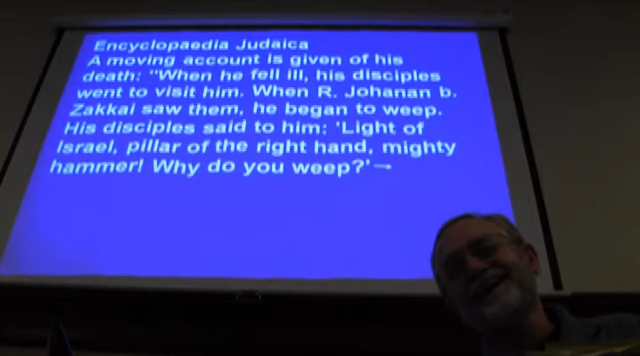 Encyclopaedia Judaica
A moving account is given of his
death: "When he fell ill, his disciples
went to visit him. When R. Johanan b.
Zakkai saw them, he began to weep.
His disciples said to him: 'Light of
Israel, pillar of the right hand, mighty
hammer! Why do you weep?'→